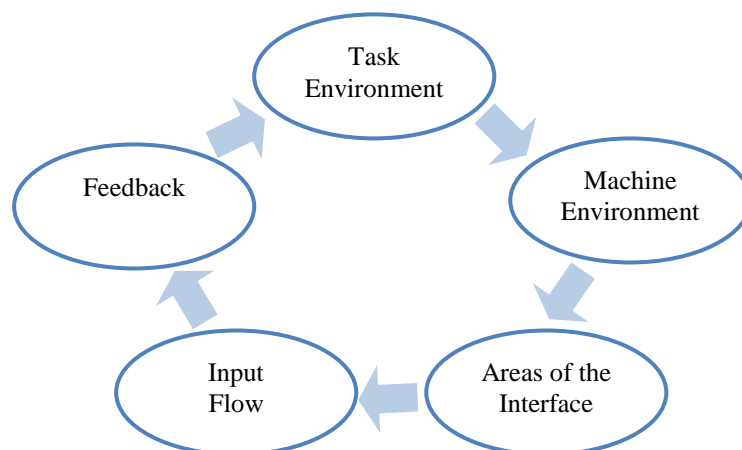 Task
Environment
Machine
Environment
Areas of the
Interface
Input
Flow
Feedback